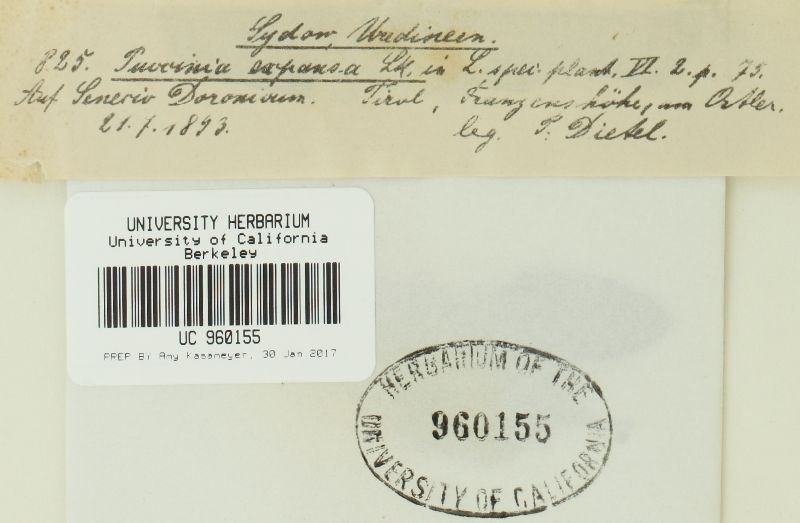 Sydow, Uredineen.
825. Puccinia expansa Lk. in L. spec. plant, VI. 2. p. 75.
Auf Senecio Doronicum. Tirol, Franzenshöhe, am Ortler.
21.7.1893. leg. P. Dietel.
UNIVERSITY HERBARIUM
University of California
Berkeley
UC 960155
PREP BY Amy Kasameyer, 30 Jan 2017
HERBARIUM OF THE
960155
UNIVERSITY OF CALIFORNIA